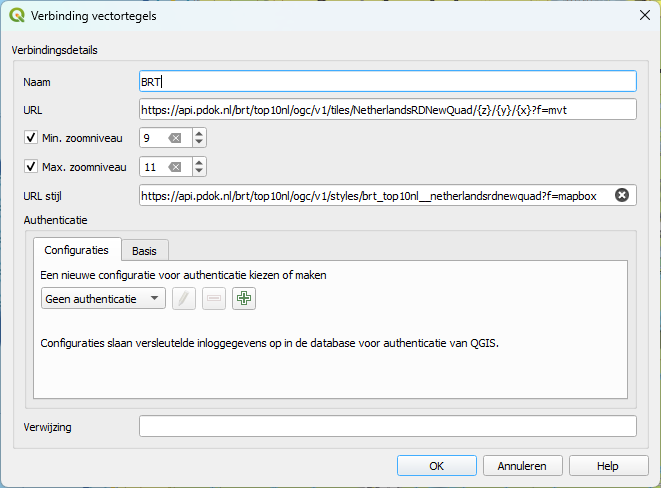 Verbinding vectortegels
Verbindingsdetails
Naam BRT
URL https://api.pdok.nl/brt/top10nl/ogc/v1/tiles/NetherlandsRDNewQuad/{z}/{y}/{x}?f=mvt
Min. zoomniveau 9
Max. zoomniveau 11
URL stijl https://api.pdok.nl/brt/top10nl/ogc/v1/styles/brt_top10nl__netherlandsrdnewquad?f=mapbox
Authenticatie
Configuraties Basis
Een nieuwe configuratie voor authenticatie kiezen of maken
Geen authenticatie
Configuraties slaan versleutelde inloggegevens op in de database voor authenticatie van QGIS.
Verwijzing
OK Annuleren Help